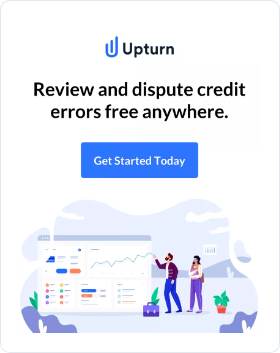 Upturn
Review and dispute credit
errors free anywhere.
Get Started Today